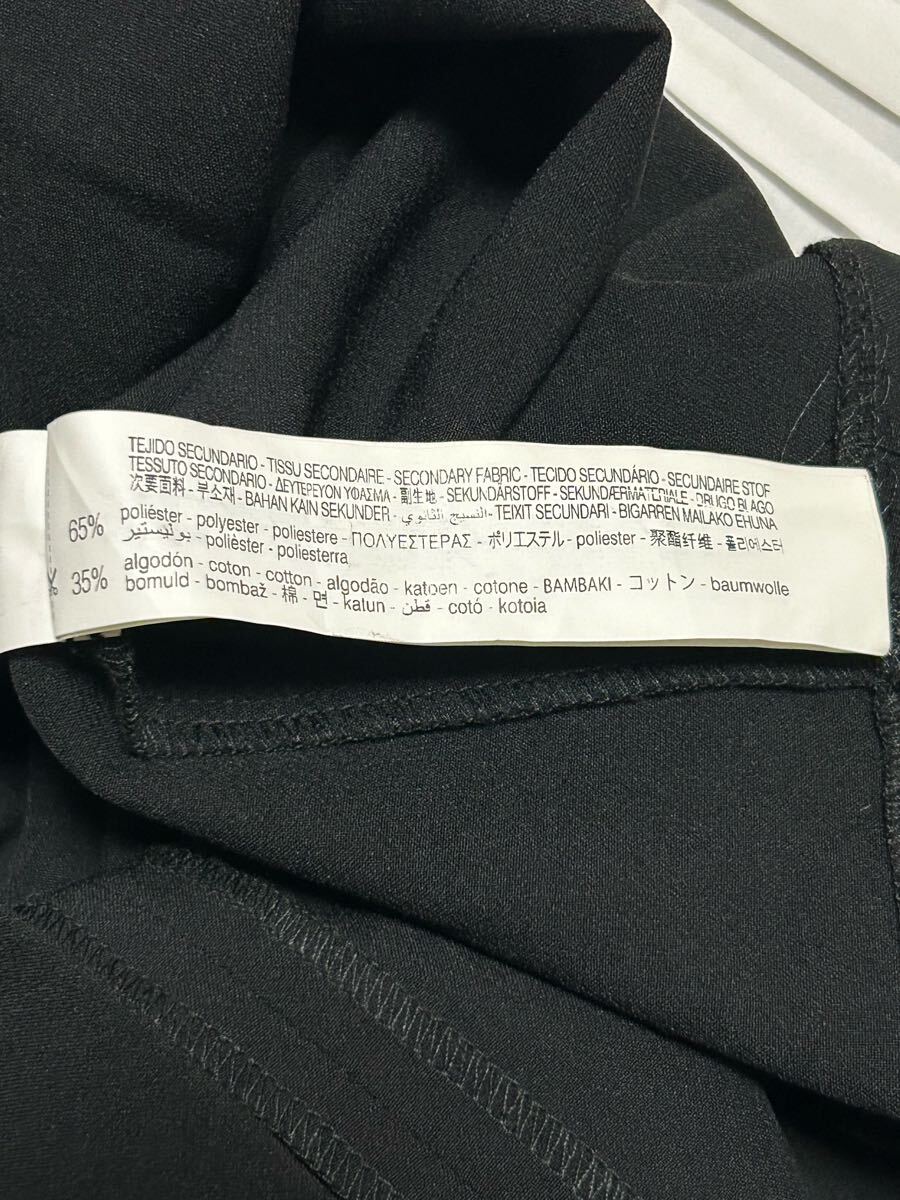 TEJIDO SECUNDARIO - TISSU SECONDAIRE - SECONDARY FABRIC - TECIDO SECUNDÁRIO - SECUNDAIRE STOF
TESSUTO SECONDARIO - ΔΕΥΤΕΡΕΥΟΝ ΥΦΑΣΜΑ - 副生地 - SEKUNDÄRSTOFF - SEKUNDÆRMATERIALE - DRUGO BLAGO
次要面料 - 부소재 - BAHAN KAIN SEKUNDER - النسيج الثانوي - TEIXIT SECUNDARI - BIGARREN MAILAKO EHUNA
65% poliéster - polyester - poliestere - ΠΟΛΥΕΣΤΕΡΑΣ - ポリエステル - poliester - 聚酯纤维 - 폴리에스터
بوليستير - polièster - poliesterra
% 35% algodón - coton - cotton - algodão - katoen - cotone - BAMBAKI - コットン - baumwolle
bomuld - bombaž - 棉 - 면 - kalun - قطن - cotó - kotoia